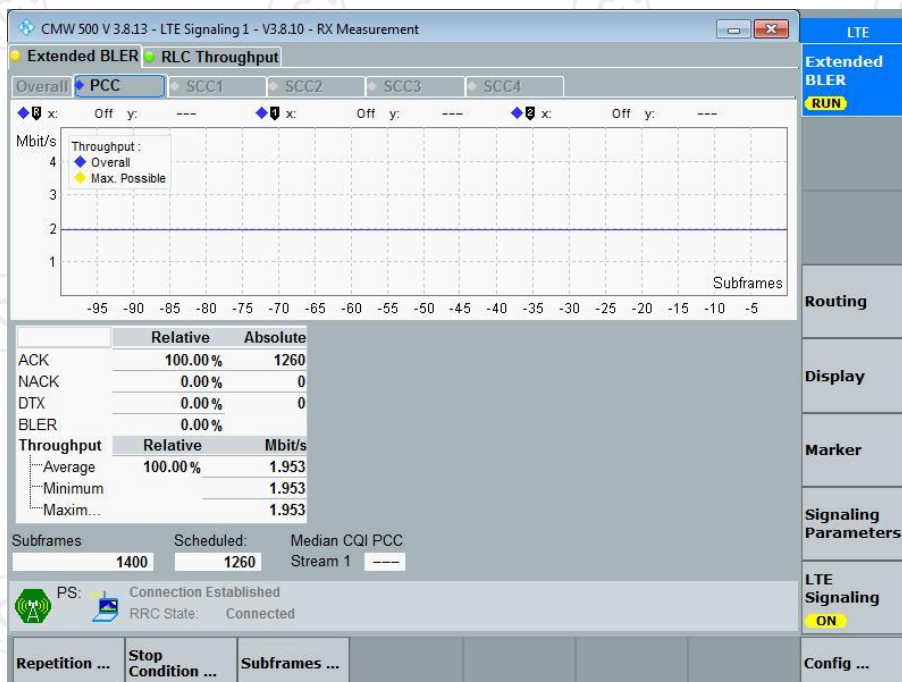 CMW 500 V 3.8.13 - LTE Signaling 1 - V3.8.10 - RX Measurement
LTE
Extended BLER RLC Throughput
Extended
BLER
RUN
Overall PCC SCC1 SCC2 SCC3 SCC4
R x: Off y: --- 1 x: Off y: --- 2 x: Off y: ---
Mbit/s
Throughput :
Overall
Max. Possible
4
3
2
1
Subframes
-95 -90 -85 -80 -75 -70 -65 -60 -55 -50 -45 -40 -35 -30 -25 -20 -15 -10 -5
Routing
Relative Absolute
ACK 100.00 % 1260
NACK 0.00 % 0
DTX 0.00 % 0
BLER 0.00 %
Throughput Relative Mbit/s
Average 100.00 % 1.953
Minimum 1.953
Maxim... 1.953
Display
Marker
Signaling
Parameters
Subframes Scheduled: Median CQI PCC
1400 1260 Stream 1 ---
PS: Connection Established
RRC State: Connected
LTE
Signaling
ON
Repetition ... Stop Condition ... Subframes ... Config ...